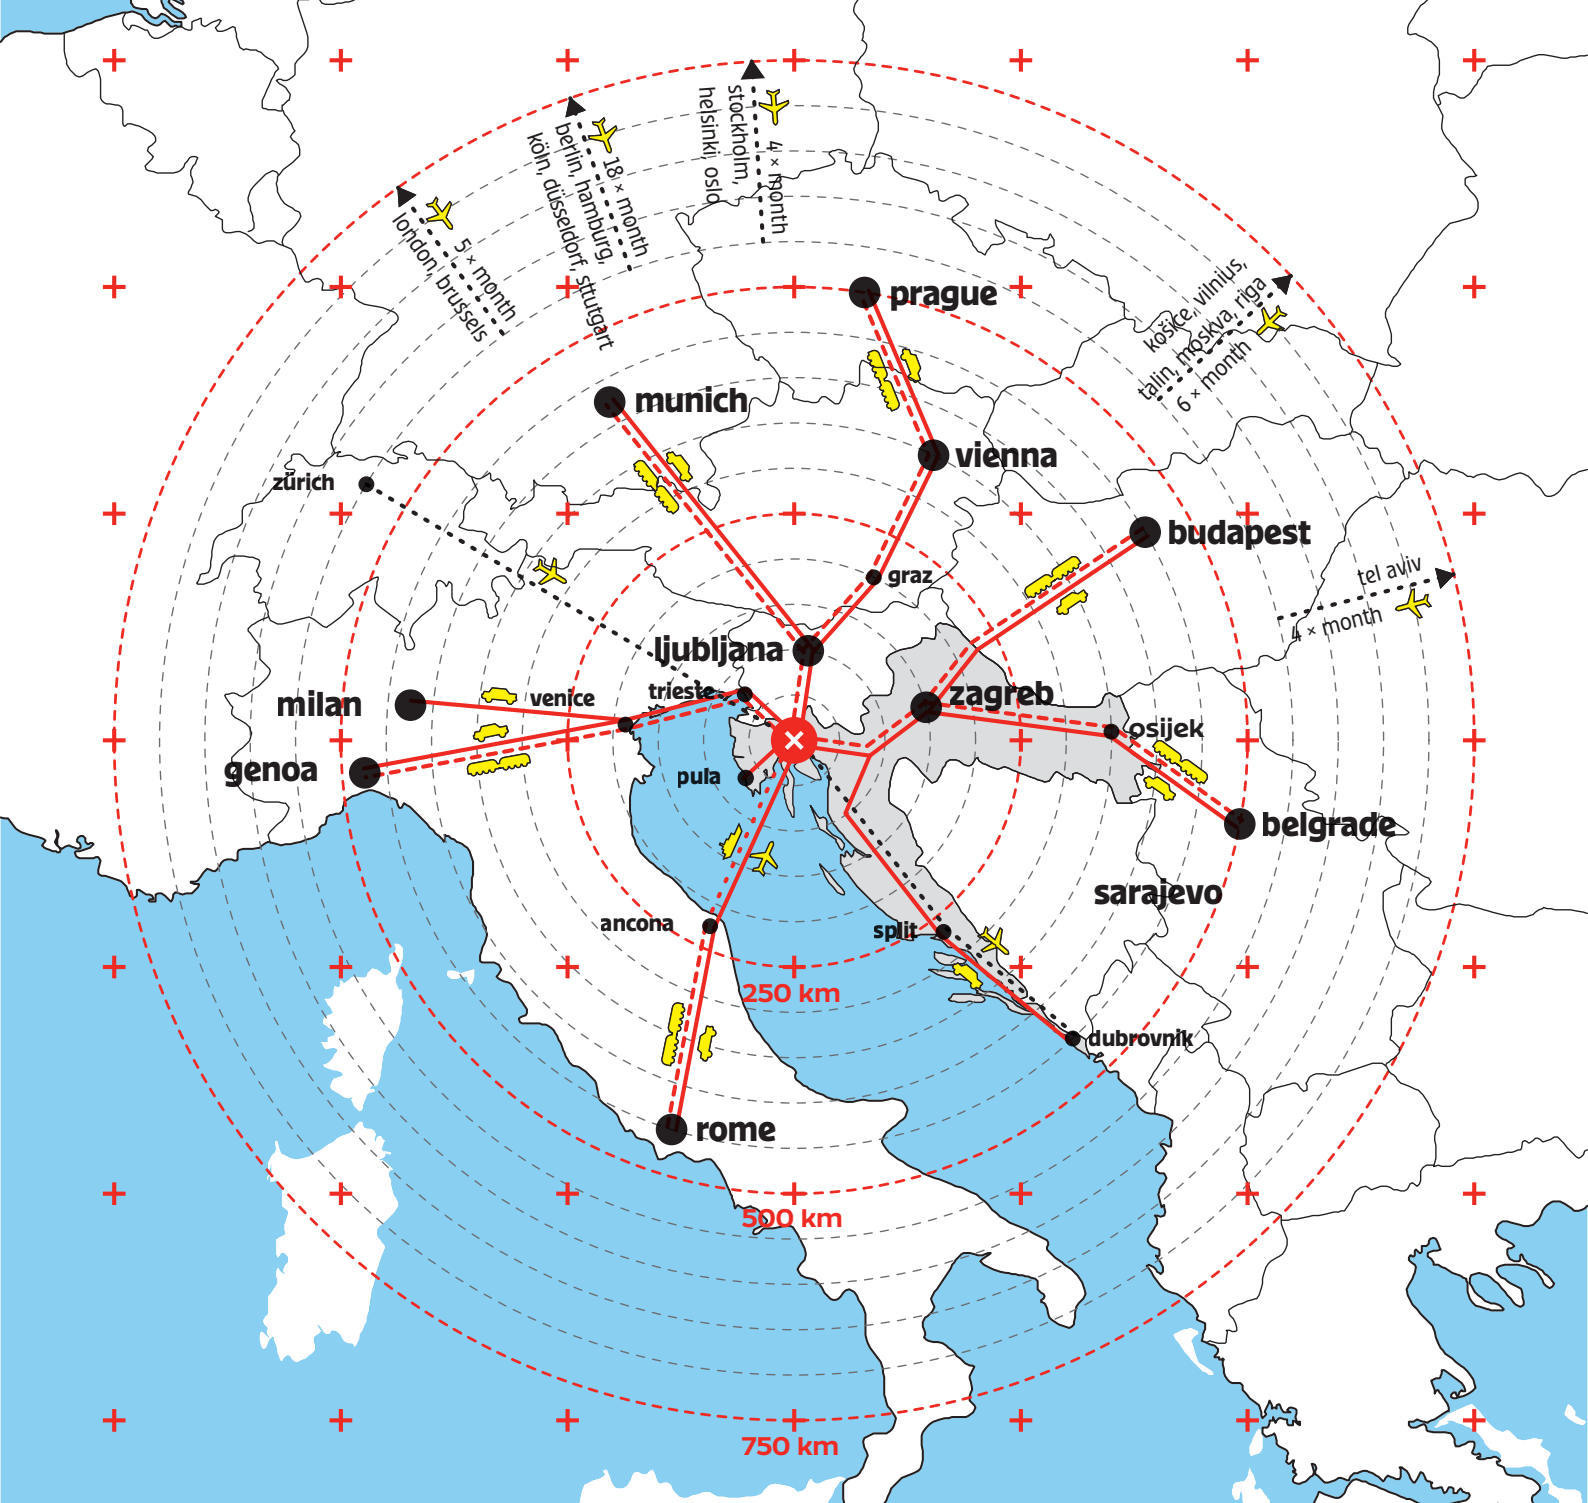 stockholm,
helsinki, oslo
4 × month
berlin, hamburg,
köln, düsseldorf, sttutgart
18 × month
london, brussels
5 × month
košice, vilnius,
talin, moskva, riga
6 × month
prague
munich
vienna
zürich
budapest
graz
tel aviv
4 × month
ljubljana
zagreb
milan
venice
trieste
osijek
genoa
pula
belgrade
sarajevo
ancona
split
250 km
dubrovnik
rome
500 km
750 km